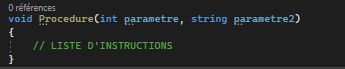 0 références
void Procedure(int parametre, string parametre2)
{
// LISTE D'INSTRUCTIONS
}